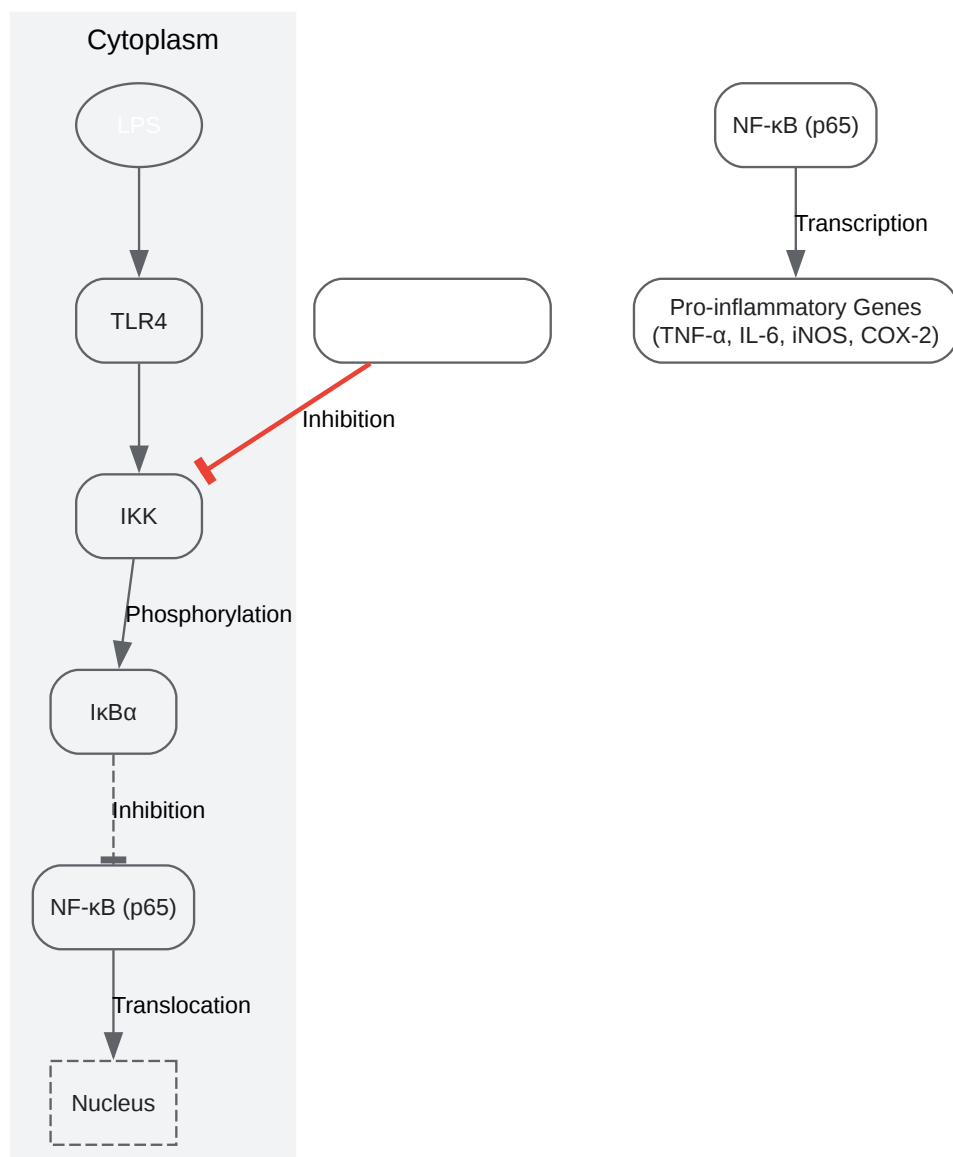 Cytoplasm
LPS
NF-κB (p65)
Transcription
TLR4
Pro-inflammatory Genes
(TNF-α, IL-6, iNOS, COX-2)
Inhibition
IKK
Phosphorylation
IκBα
Inhibition
NF-κB (p65)
Translocation
Nucleus